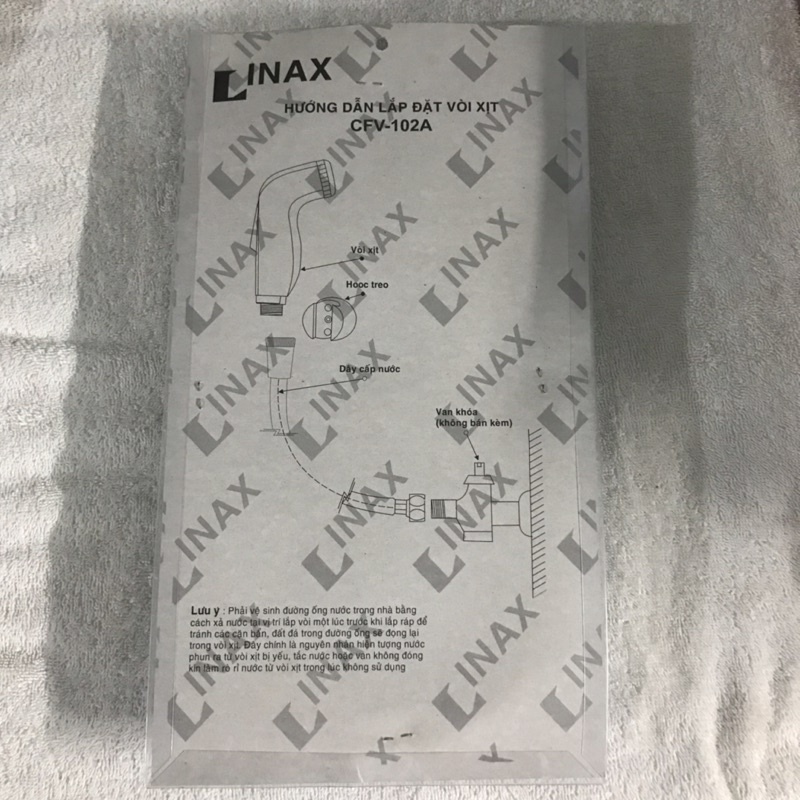 LINAX
HƯỚNG DẪN LẮP ĐẶT VÒI XỊT
CFV-102A
Vòi xịt
Hooc treo
Dây cấp nước
Van khóa
(không bán kèm)
Lưu ý : Phải vệ sinh đường ống nước trong nhà bằng
cách xả nước tại vị trí lắp vòi một lúc trước khi lắp ráp để
tránh các cặn bẩn, đất đá trong đường ống sẽ đọng lại
trong vòi xịt. Đây chính là nguyên nhân hiện tượng nước
phun ra từ vòi xịt bị yếu, tắc nước hoặc van không đóng
kín làm rò rỉ nước từ vòi xịt trong lúc không sử dụng